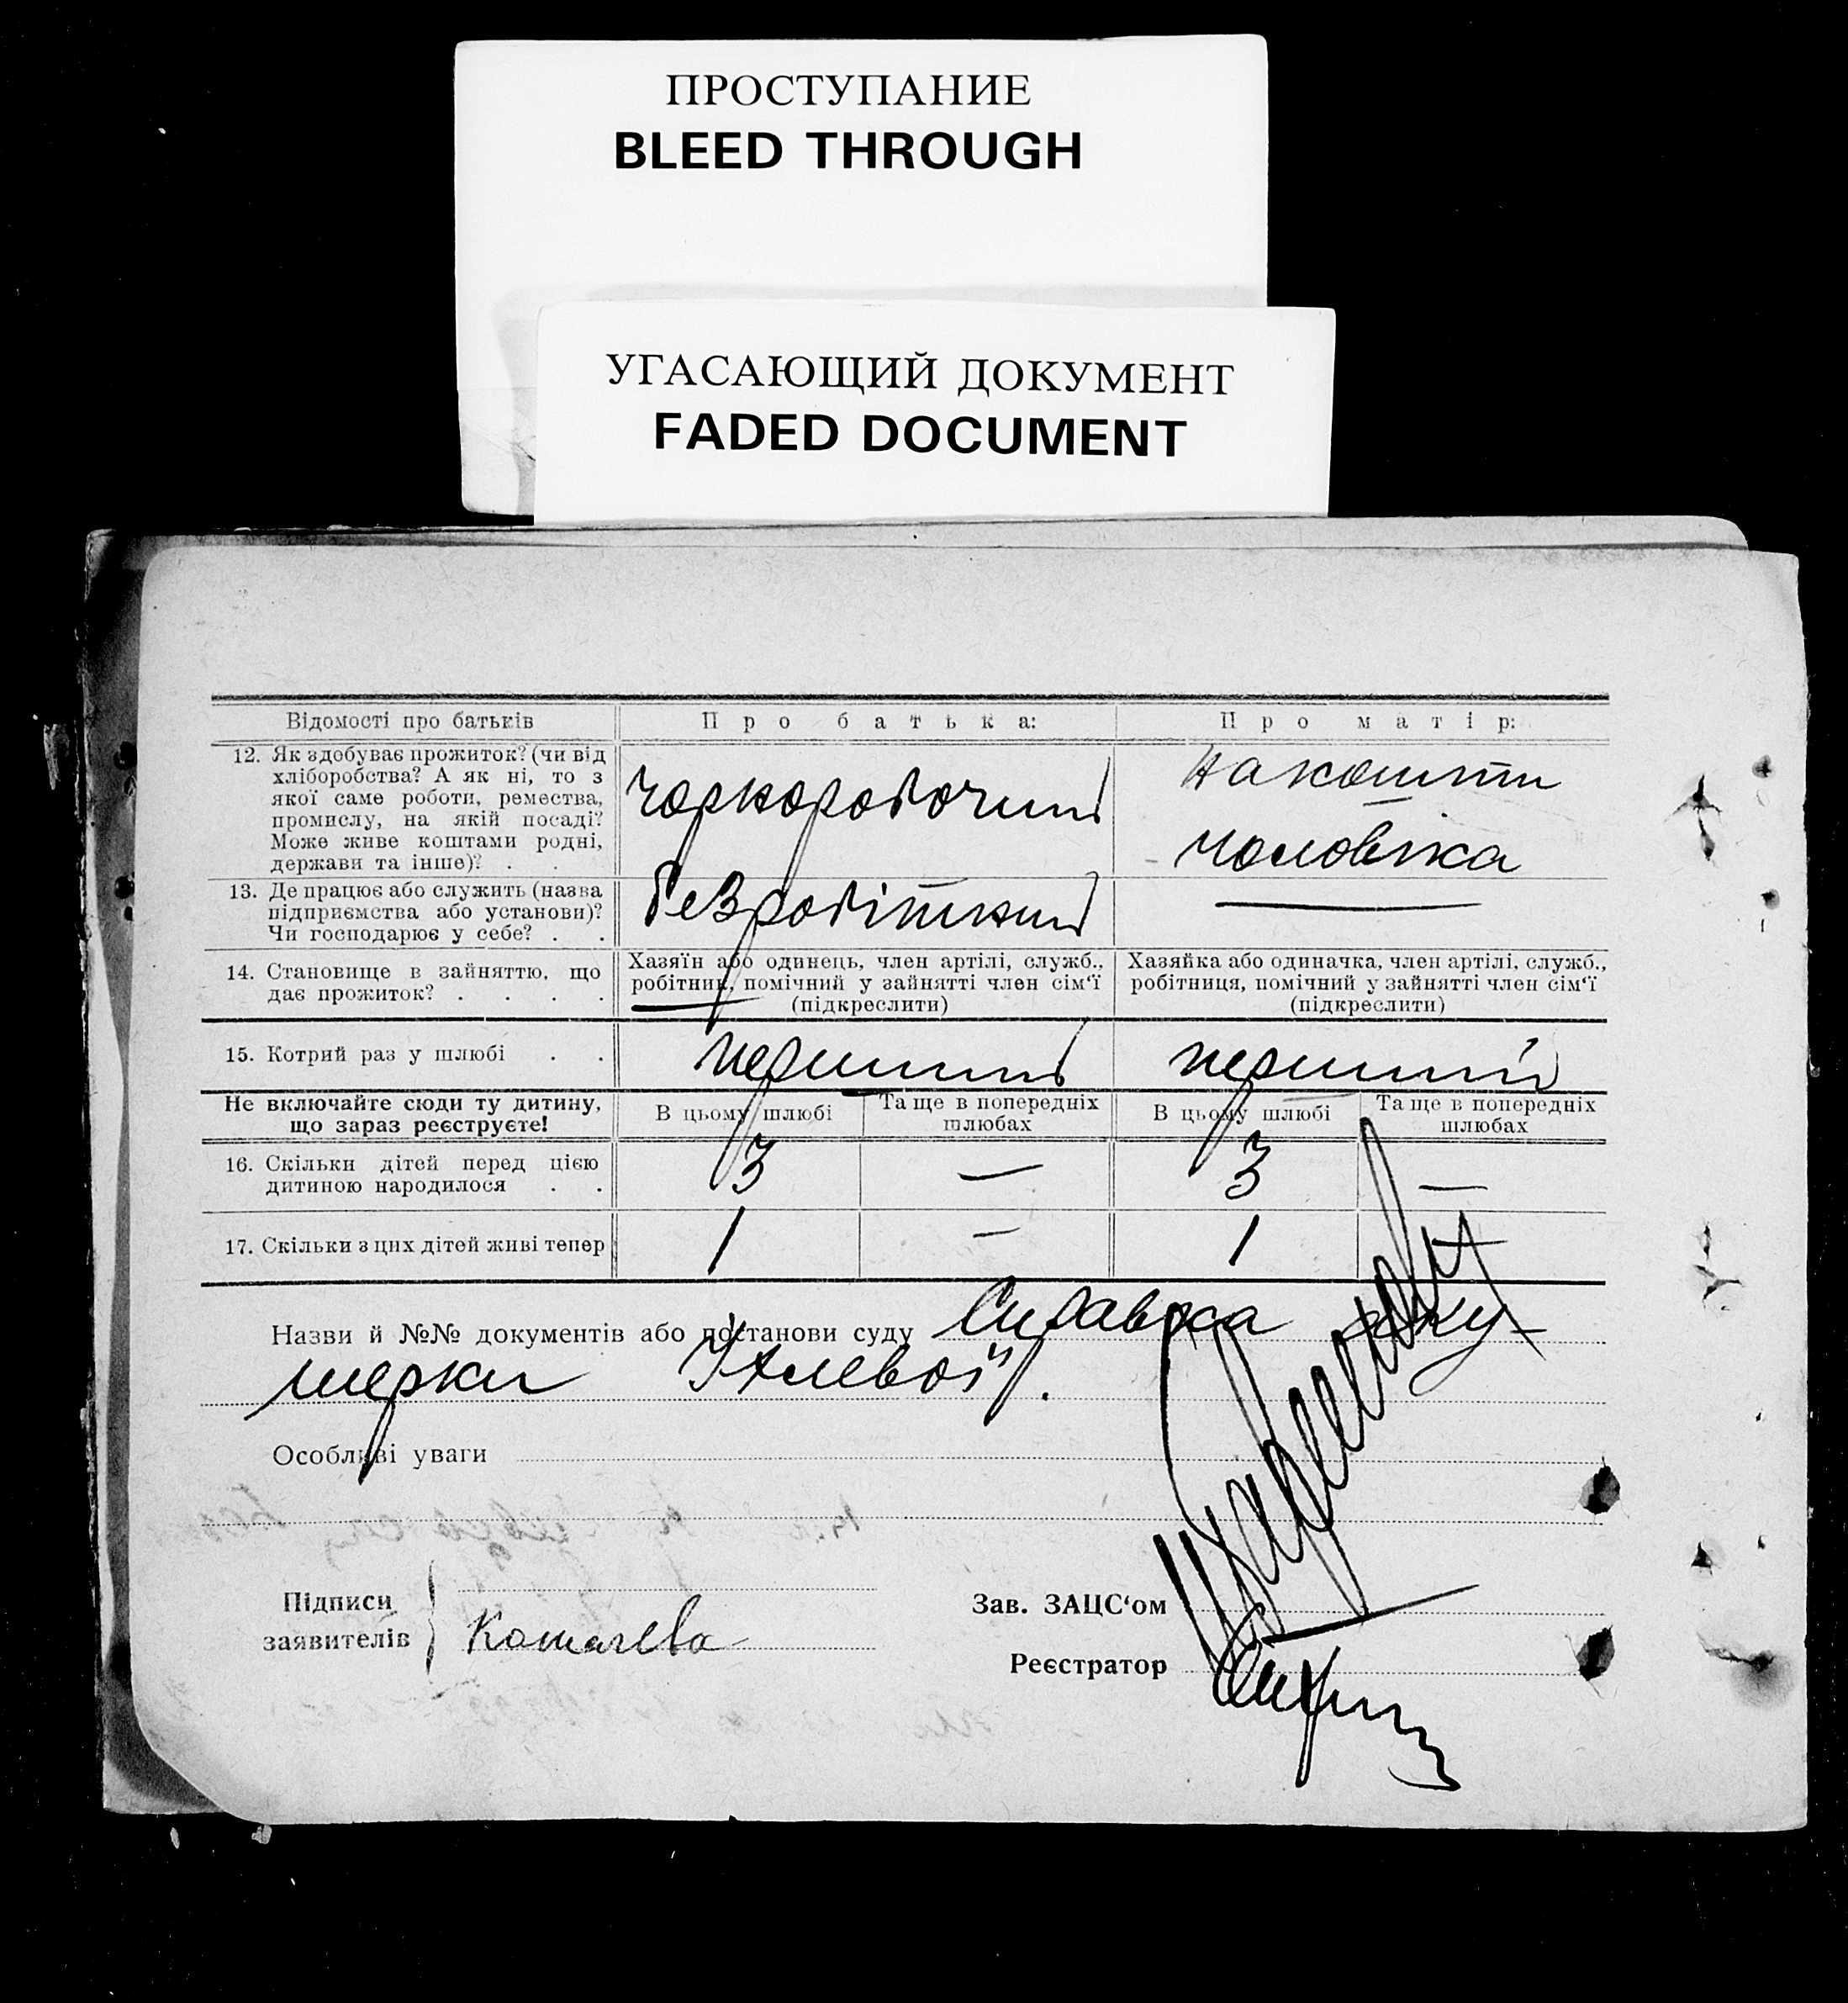 ПРОСТУПАНИЕ
BLEED THROUGH
УГАСАЮЩИЙ ДОКУМЕНТ
FADED DOCUMENT
Відомості про батьків
Про батька:
Про матір:
12. Як здобуває прожиток? (чи від
хліборобства? А як ні, то з
якої саме роботи, ремества,
промислу, на якій посаді?
Може живе коштами родні,
держави та інше)? . .
чорноробочий
на кошти
чоловіка
13. Де працює або служить (назва
підприємства або установи)?
Чи господарює у себе? . .
безробітний
—
14. Становище в зайняттю, що
дає прожиток? . . . .
Хазяїн або одинець, член артілі, служб.,
робітник, помічний у зайнятті член сім‘ї
(підкреслити)
Хазяйка або одиначка, член артілі, служб.,
робітниця, помічний у зайнятті член сім‘ї
(підкреслити)
15. Котрий раз у шлюбі . .
перший
перший
Не включайте сюди ту дитину,
що зараз реєструєте!
В цьому шлюбі
Та ще в попередніх
шлюбах
В цьому шлюбі
Та ще в попередніх
шлюбах
16. Скільки дітей перед цією
дитиною народилося . .
3
—
3
—
17. Скільки з цих дітей живі тепер
1
—
1
—
Назви й №№ документів або постанови суду Справка аку-
шерки
Особливі уваги
Підписи
заявителів
Зав. ЗАЦС‘ом
Реєстратор